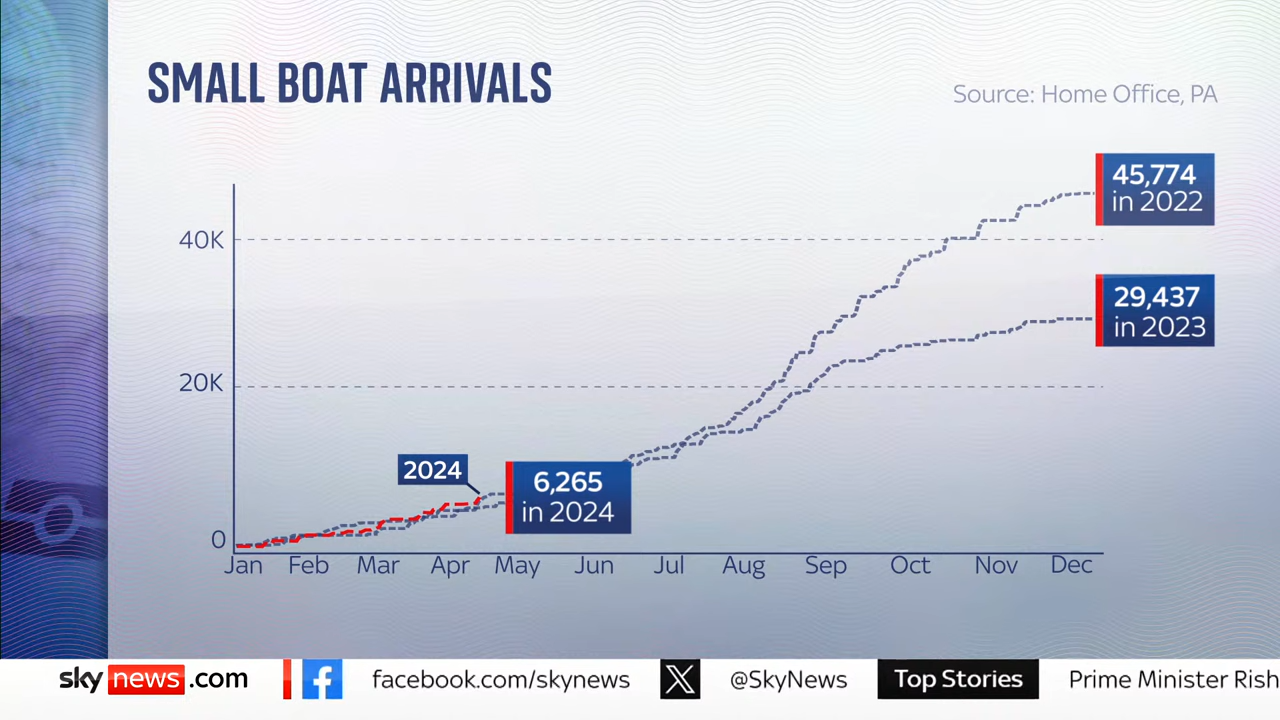 SMALL BOAT ARRIVALS
Source: Home Office, PA
45,774
in 2022
40K
29,437
in 2023
20K
2024
6,265
in 2024
0
Jan Feb Mar Apr May Jun Jul Aug Sep Oct Nov Dec
sky news .com facebook.com/skynews X @SkyNews Top Stories Prime Minister Rish